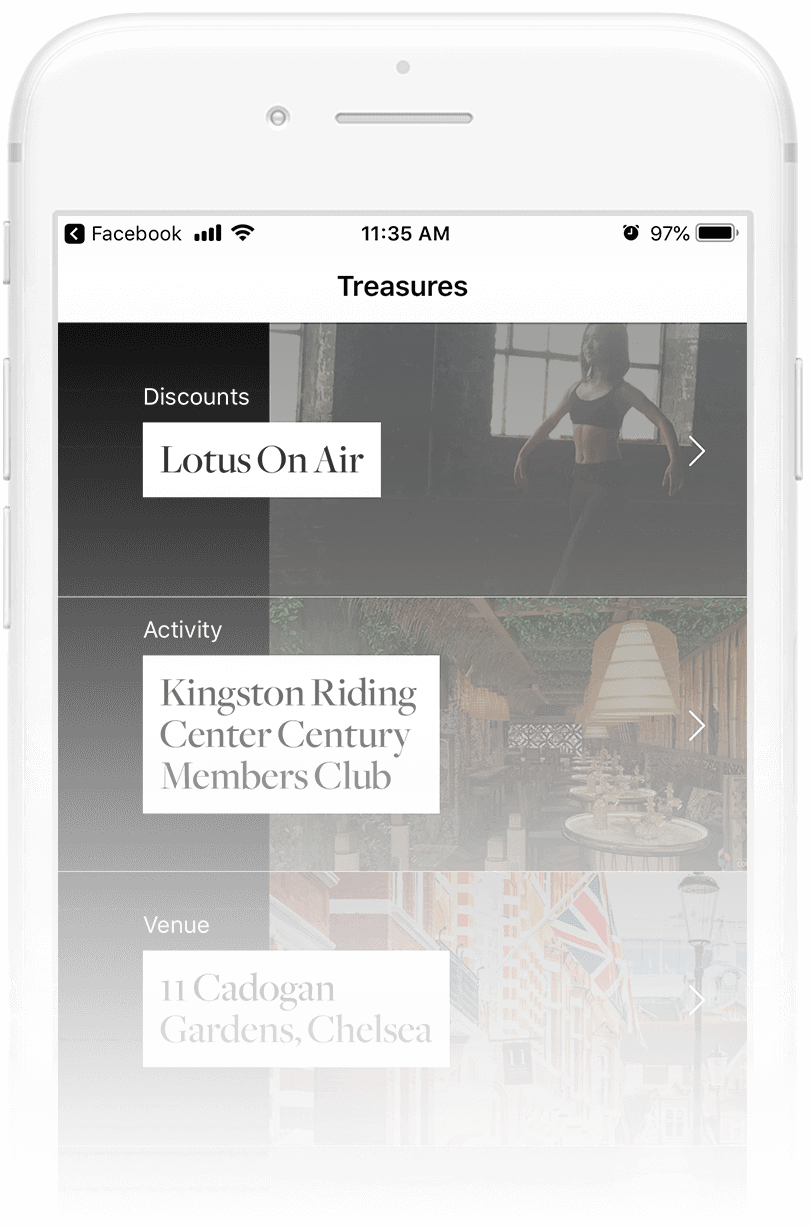 Facebook 11:35 AM 97%
Treasures
Discounts
Lotus On Air
Activity
Kingston Riding
Center Century
Members Club
Venue
11 Cadogan
Gardens, Chelsea